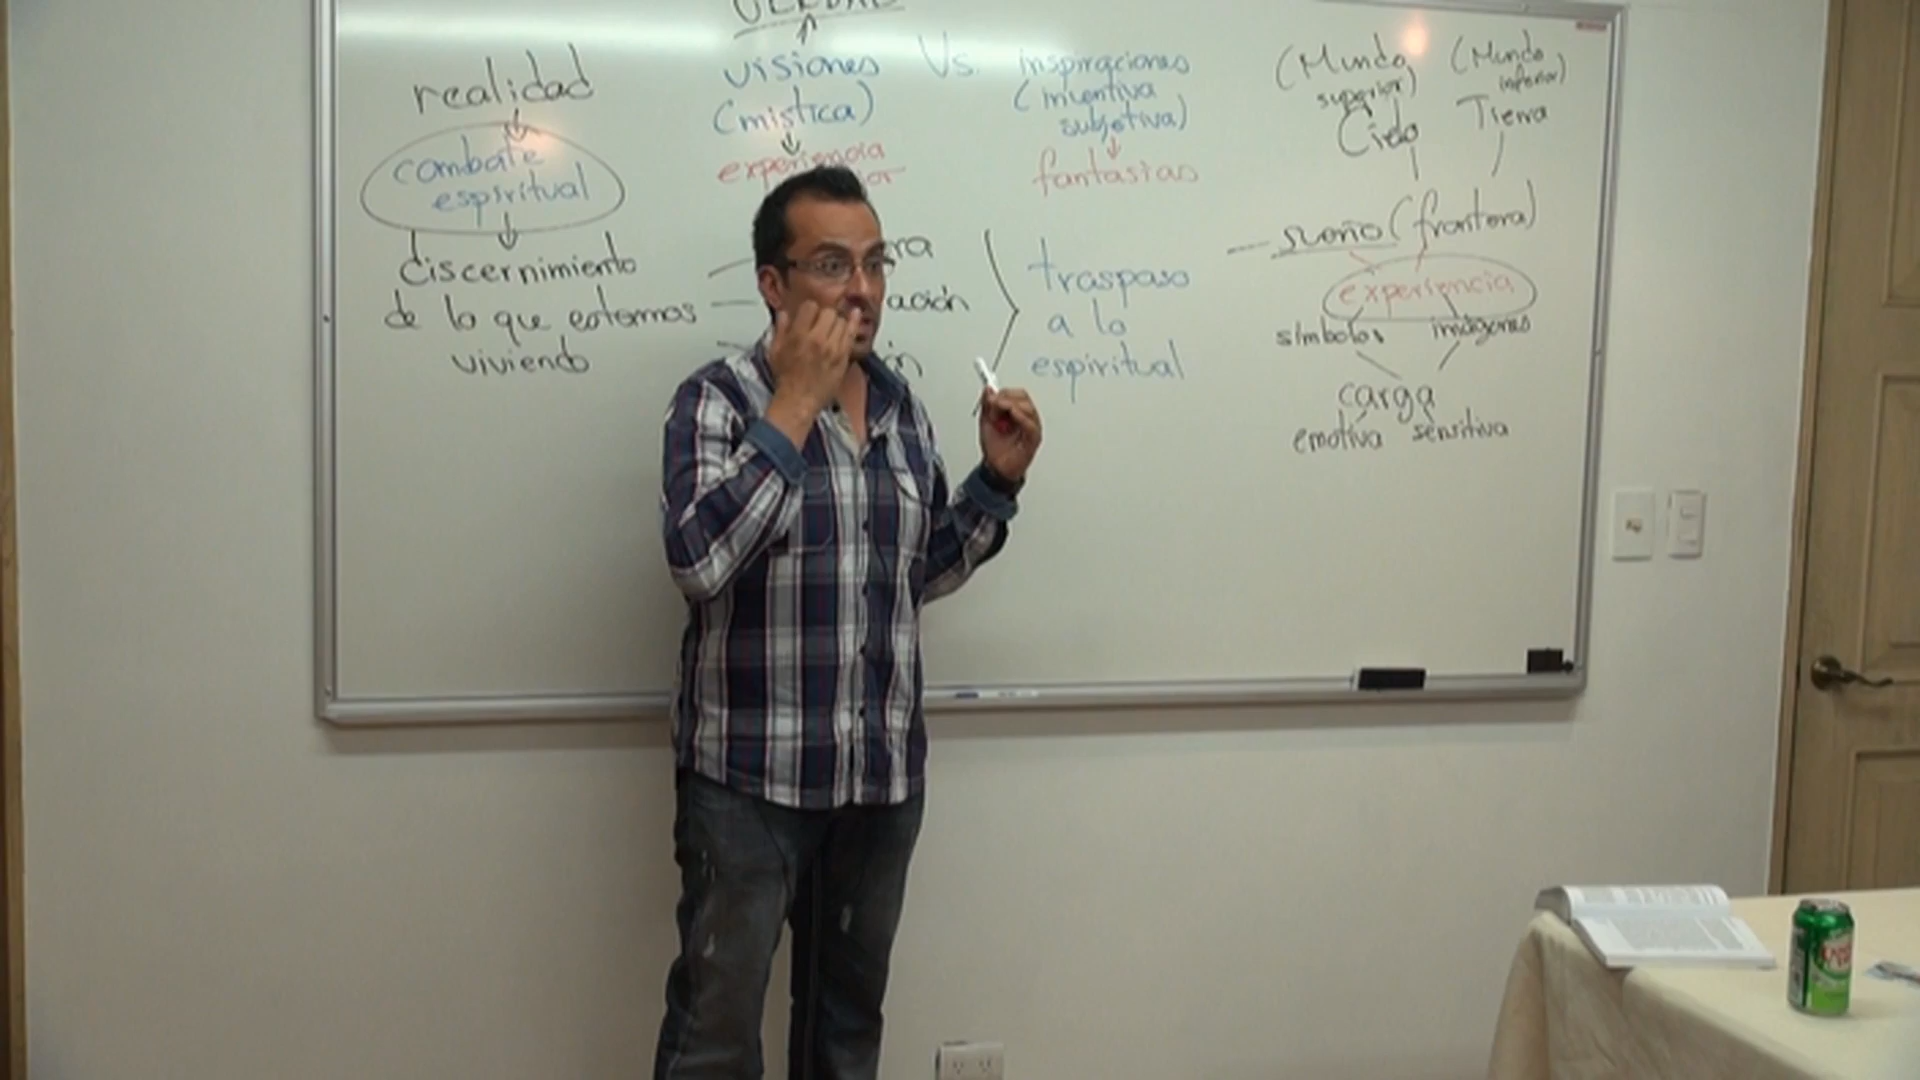 realidad
combate
espiritual
discernimiento
de lo que estamos
viviendo
visiones Vs. inspiraciones
(mística)
experiencia
(inventiva
subjetiva)
fantasías
traspaso
a lo
espiritual
(Mundo
superior)
Cielo
(Mundo
inferior)
Tierra
sueño (frontera)
experiencia
símbolos imágenes
carga
emotiva sensitiva